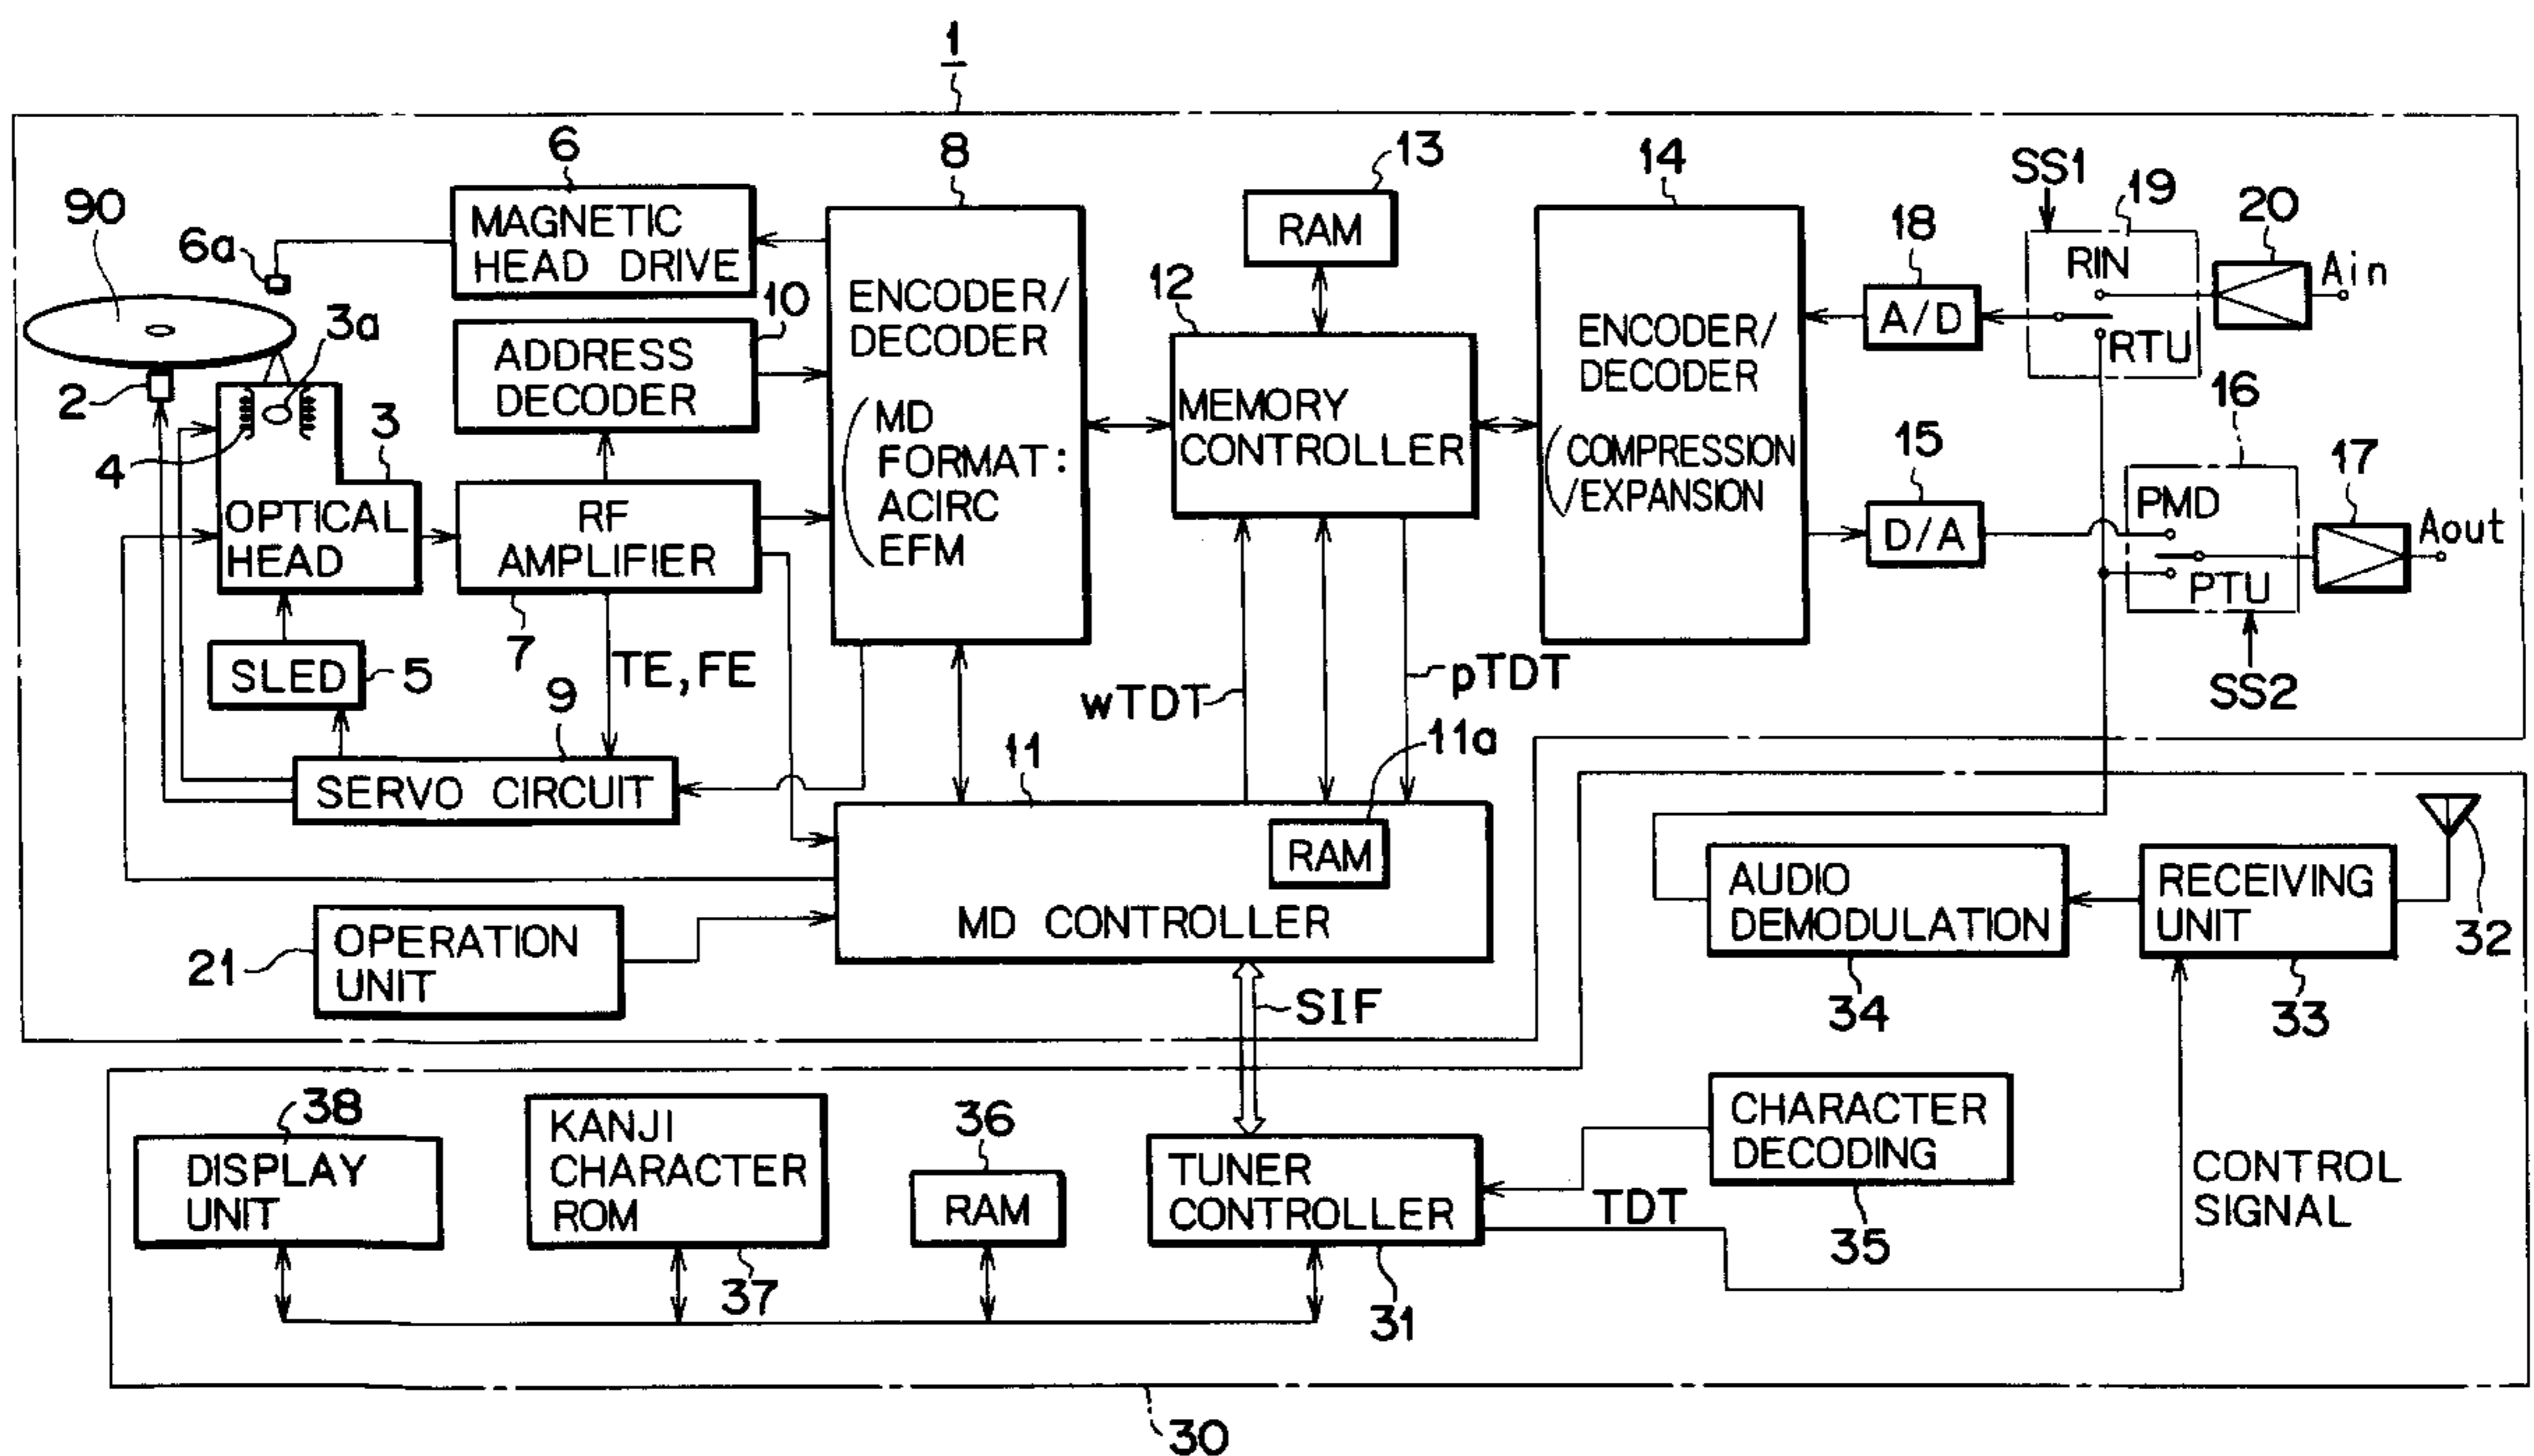 1
6
8
13
14
SS1
19
90
6a
MAGNETIC
HEAD DRIVE
RAM
18
20
RIN
Ain
10
12
ENCODER/
DECODER
A/D
3a
ADDRESS
DECODER
ENCODER/
DECODER
RTU
2
3
MD
FORMAT:
ACIRC
EFM
MEMORY
CONTROLLER
16
4
(COMPRESSION
/EXPANSION
15
17
OPTICAL
HEAD
RF
AMPLIFIER
PMD
D/A
Aout
PTU
7
SLED
5
TE,FE
9
wTDT
pTDT
SS2
11
11a
SERVO CIRCUIT
RAM
MD CONTROLLER
AUDIO
DEMODULATION
RECEIVING
UNIT
32
21
OPERATION
UNIT
SIF
34
33
38
KANJI
CHARACTER
ROM
36
CHARACTER
DECODING
DISPLAY
UNIT
RAM
TUNER
CONTROLLER
TDT
CONTROL
SIGNAL
35
37
31
30